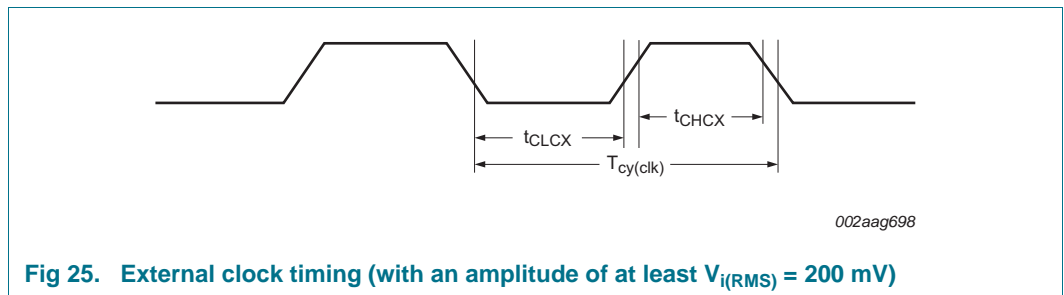 tCLCX
tCHCX
Tcy(clk)
002aag698
Fig 25. External clock timing (with an amplitude of at least Vi(RMS) = 200 mV)